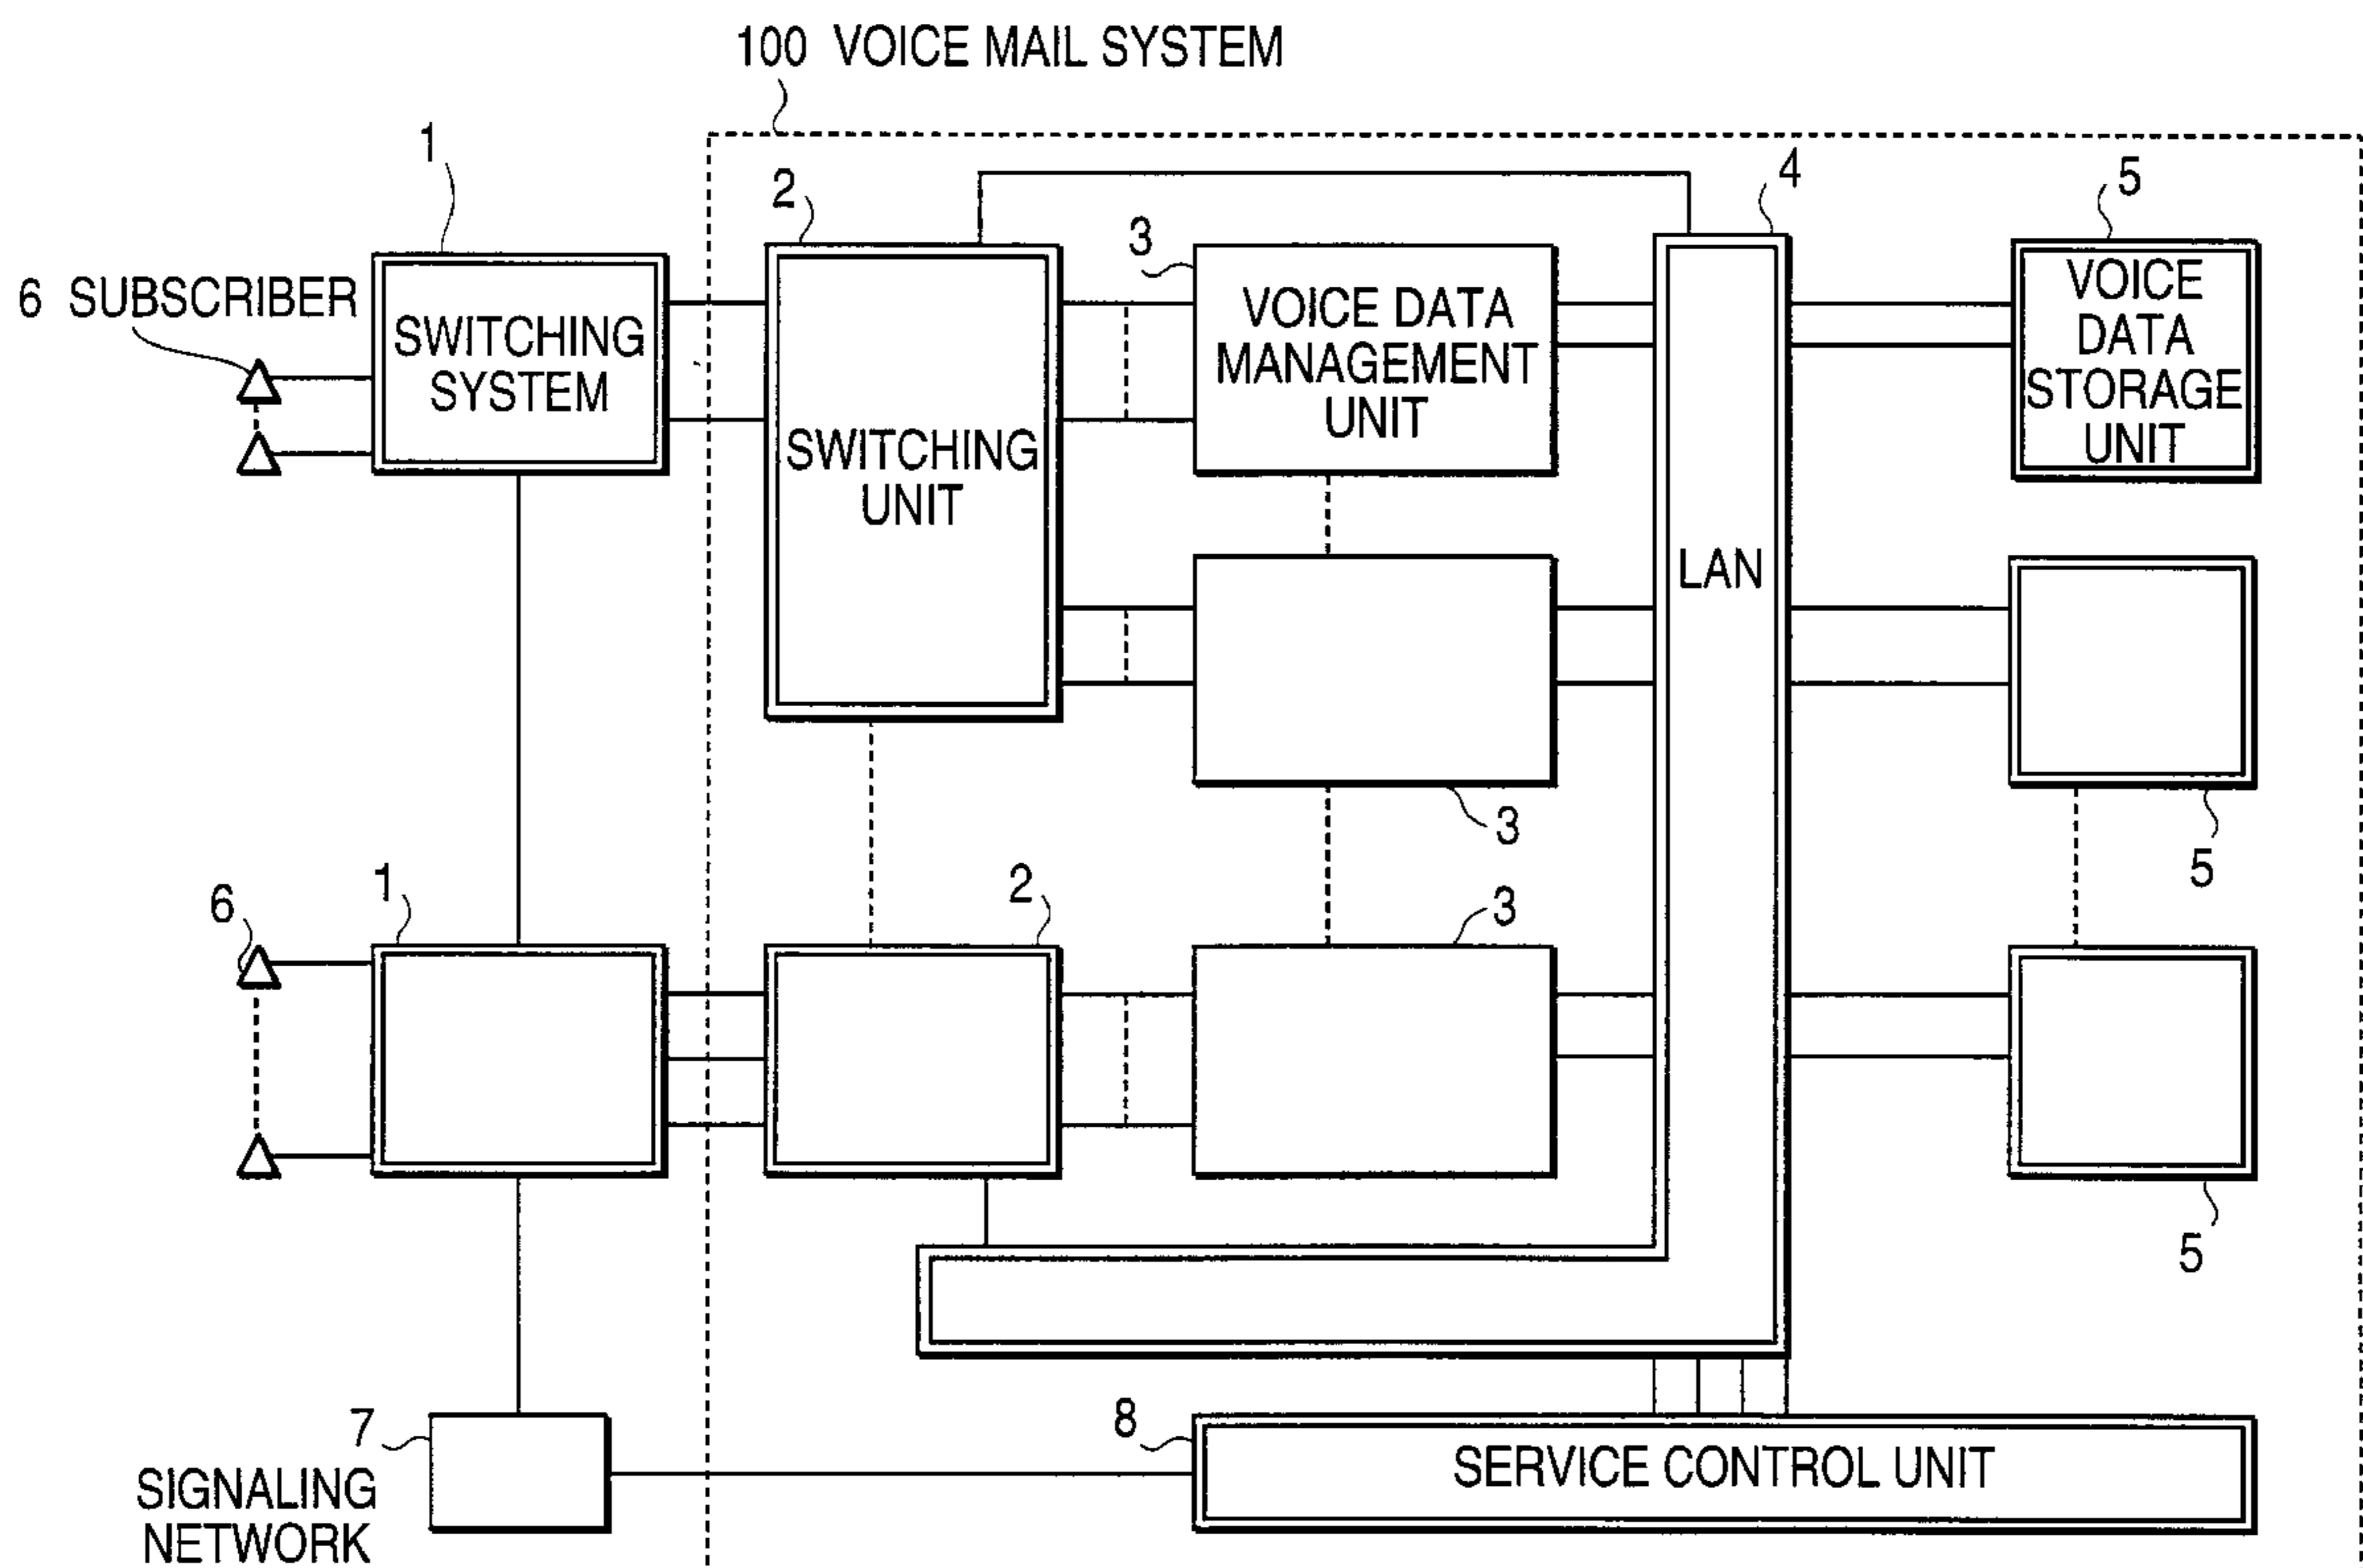 100 VOICE MAIL SYSTEM
1
2
4
5
3
6 SUBSCRIBER
SWITCHING
SYSTEM
SWITCHING
UNIT
VOICE DATA
MANAGEMENT
UNIT
VOICE
DATA
STORAGE
UNIT
LAN
3
5
6
1
2
3
5
7
8
SIGNALING
NETWORK
SERVICE CONTROL UNIT